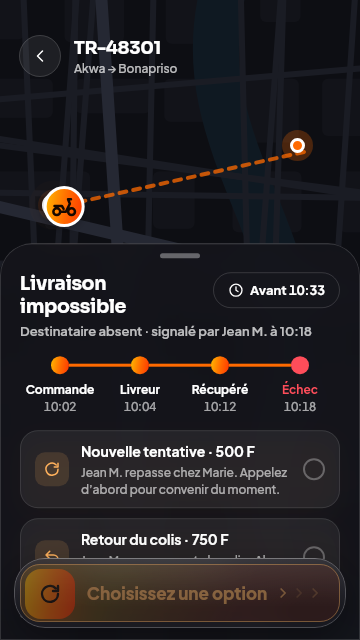 TR-48301
Akwa → Bonapriso
Livraison
impossible
Avant 10:33
Destinataire absent · signalé par Jean M. à 10:18
Commande
Livreur
Récupéré
Échec
10:02
10:04
10:12
10:18
Nouvelle tentative · 500 F
Jean M. repasse chez Marie. Appelez
d'abord pour convenir du moment.
Retour du colis · 750 F
Choisissez une option